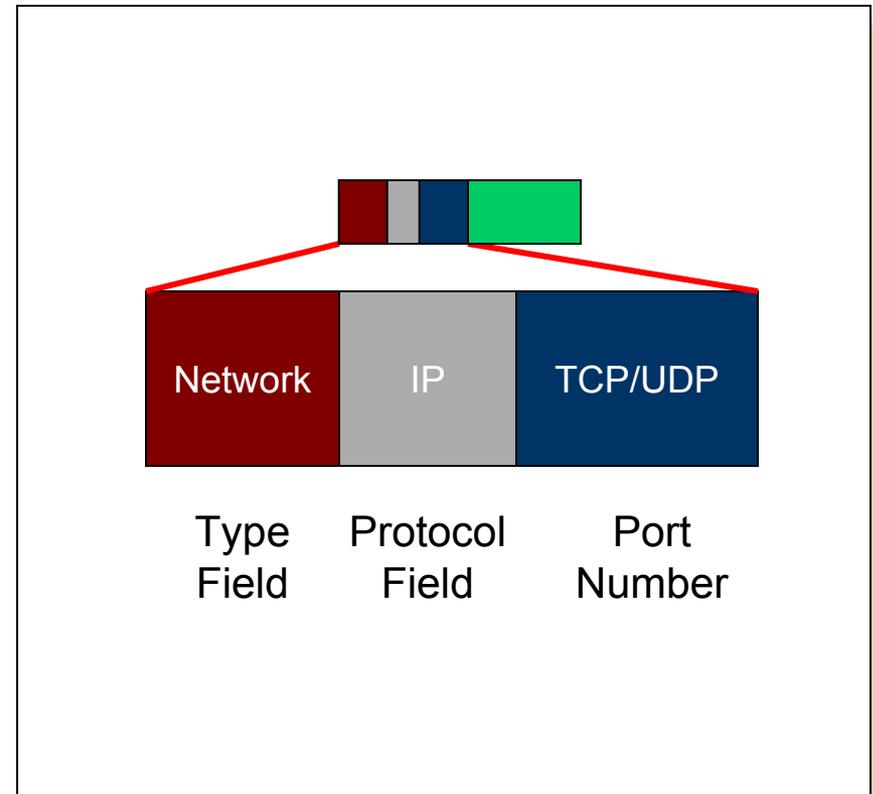 Network IP TCP/UDP
Type Protocol Port
Field Field Number